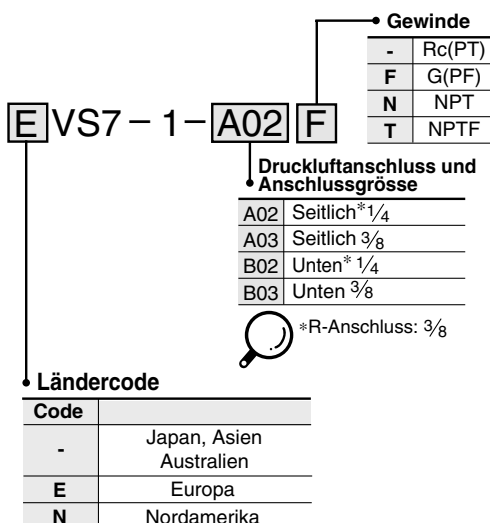 Gewinde
- Rc(PT)
F G(PF)
N NPT
T NPTF
E VS7 – 1 – A02 F
Druckluftanschluss und
Anschlussgrösse
A02 Seitlich*1/4
A03 Seitlich 3/8
B02 Unten* 1/4
B03 Unten 3/8
*R-Anschluss: 3/8
Ländercode
Code
- Japan, Asien
Australien
E Europa
N Nordamerika